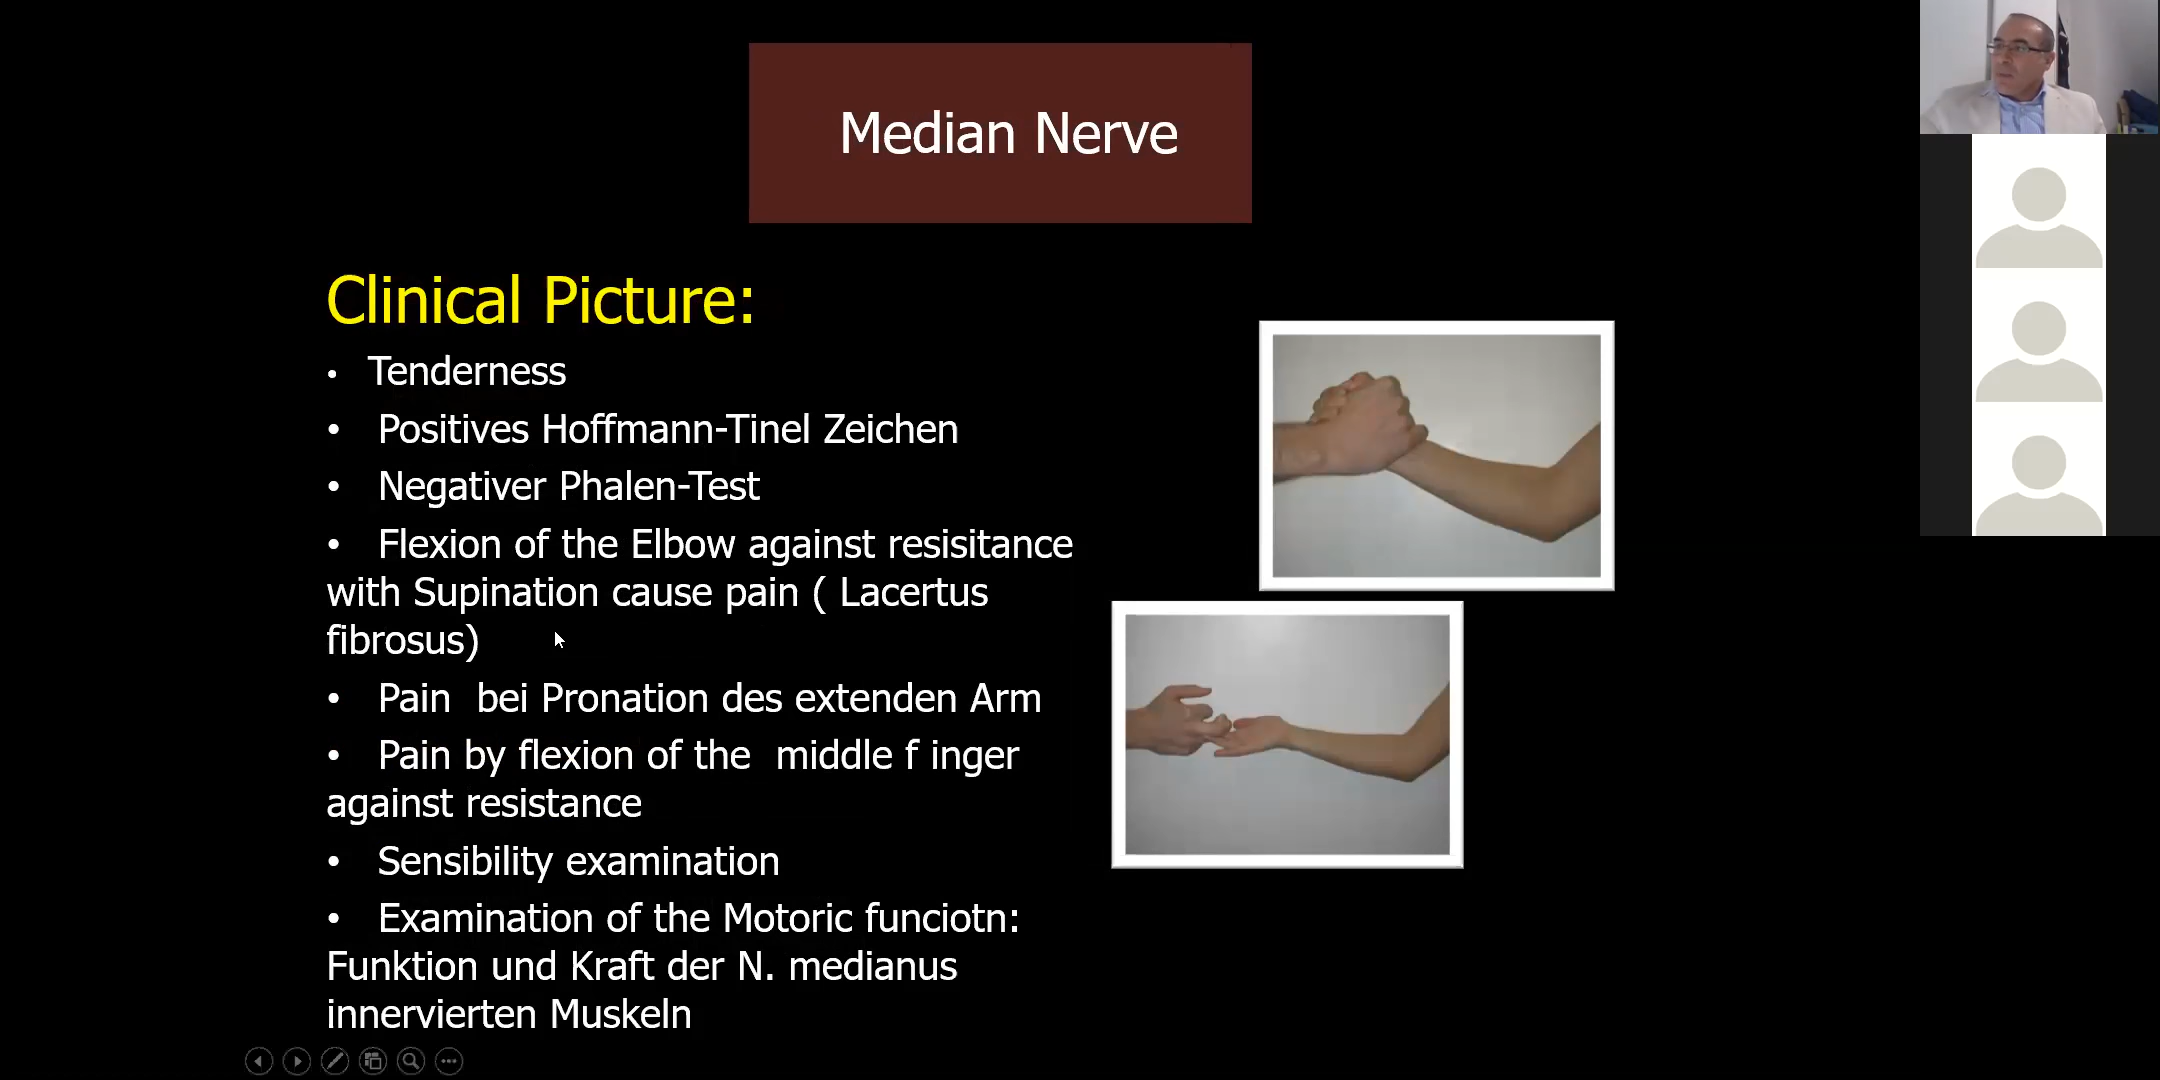 Median Nerve
Clinical Picture:
• Tenderness
• Positives Hoffmann-Tinel Zeichen
• Negativer Phalen-Test
• Flexion of the Elbow against resisitance
with Supination cause pain ( Lacertus
fibrosus)
• Pain bei Pronation des extenden Arm
• Pain by flexion of the middle f inger
against resistance
• Sensibility examination
• Examination of the Motoric funciotn:
Funktion und Kraft der N. medianus
innervierten Muskeln